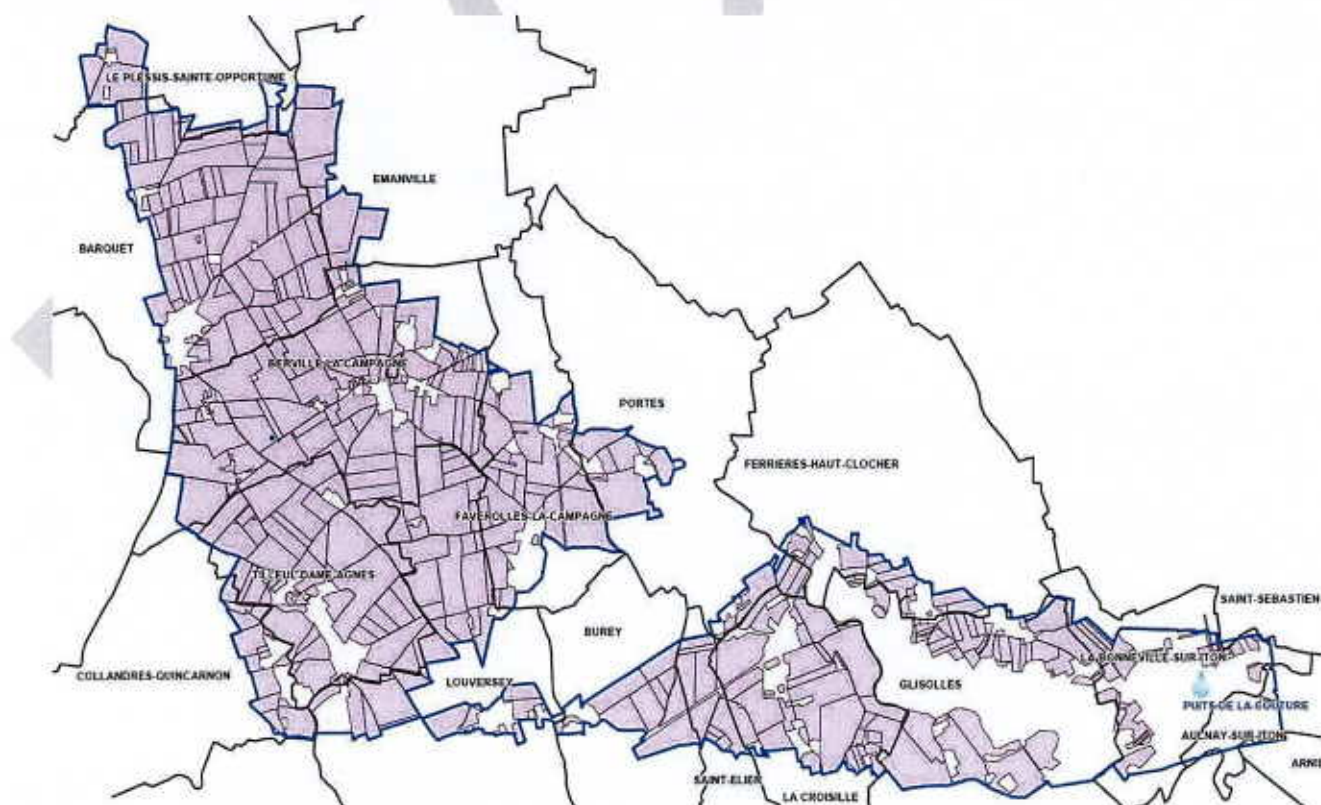 LE PLESSIS-SAINTE-OPPORTUNE
EMANVILLE
BARQUET
BERVILLE-LA-CAMPAGNE
PORTES
FERRIERES-HAUT-CLOCHER
FAVEROLLES-LA-CAMPAGNE
TILLEUL-DAME-AGNES
SAINT-SEBASTIEN
BUREY
LA BONNEVILLE-SUR-ITON
COLLANDRES-QUINCARNON
LOUVERSEY
GLISOLLES
PUITS DE LA COUTURE
AULNAY-SUR-ITON
ARNI
SAINT-ELIER
LA CROISILLE